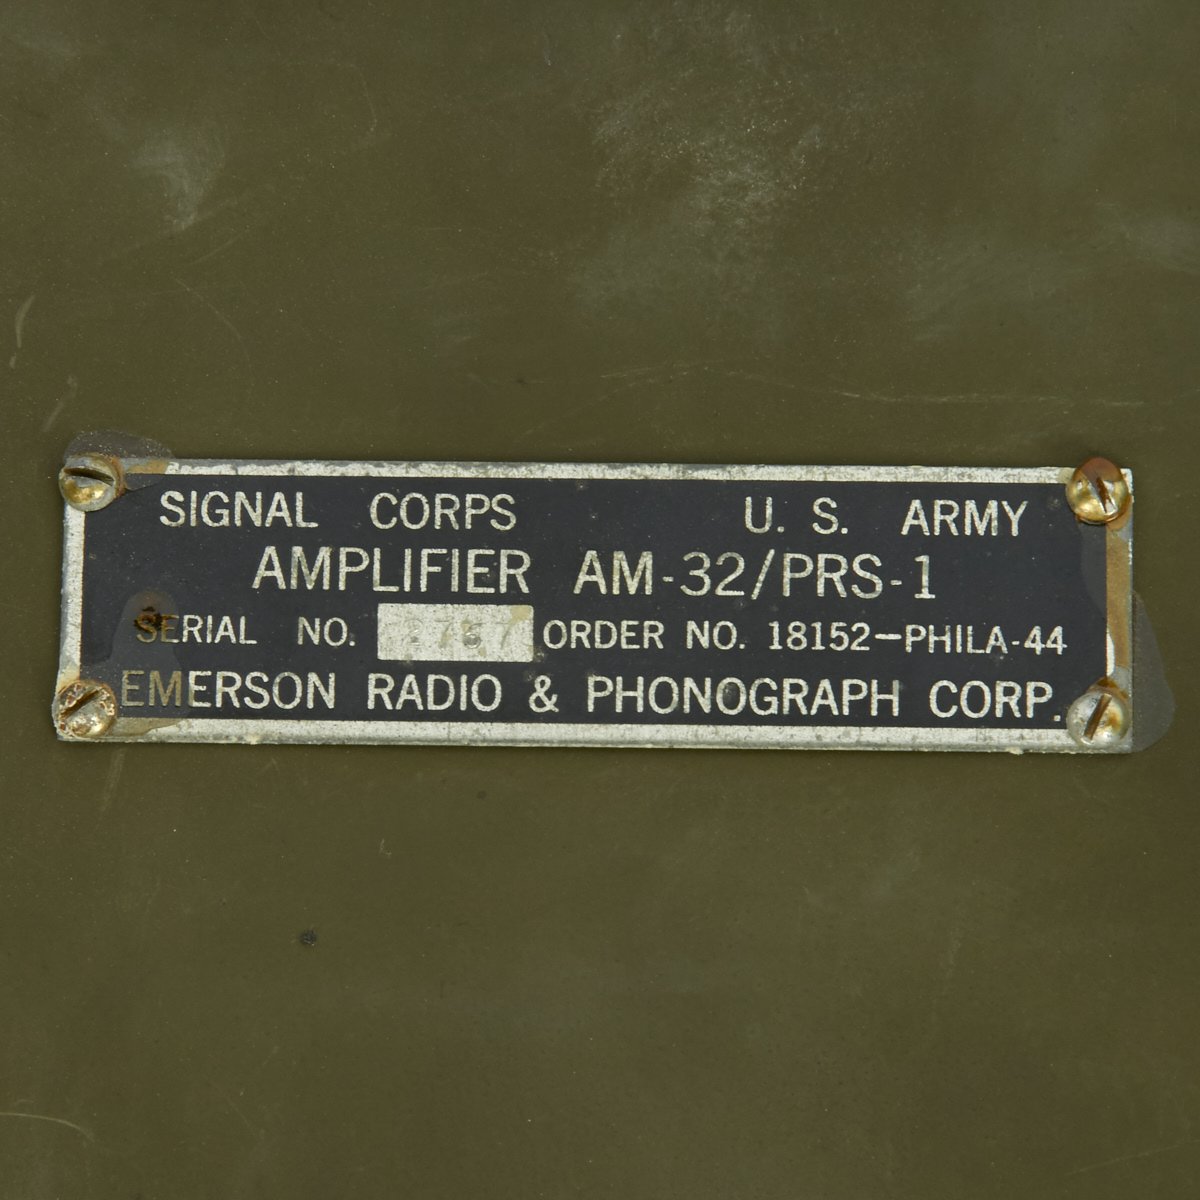 SIGNAL CORPS U. S. ARMY
AMPLIFIER AM-32/PRS-1
SERIAL NO. ORDER NO. 18152-PHILA-44
EMERSON RADIO & PHONOGRAPH CORP.